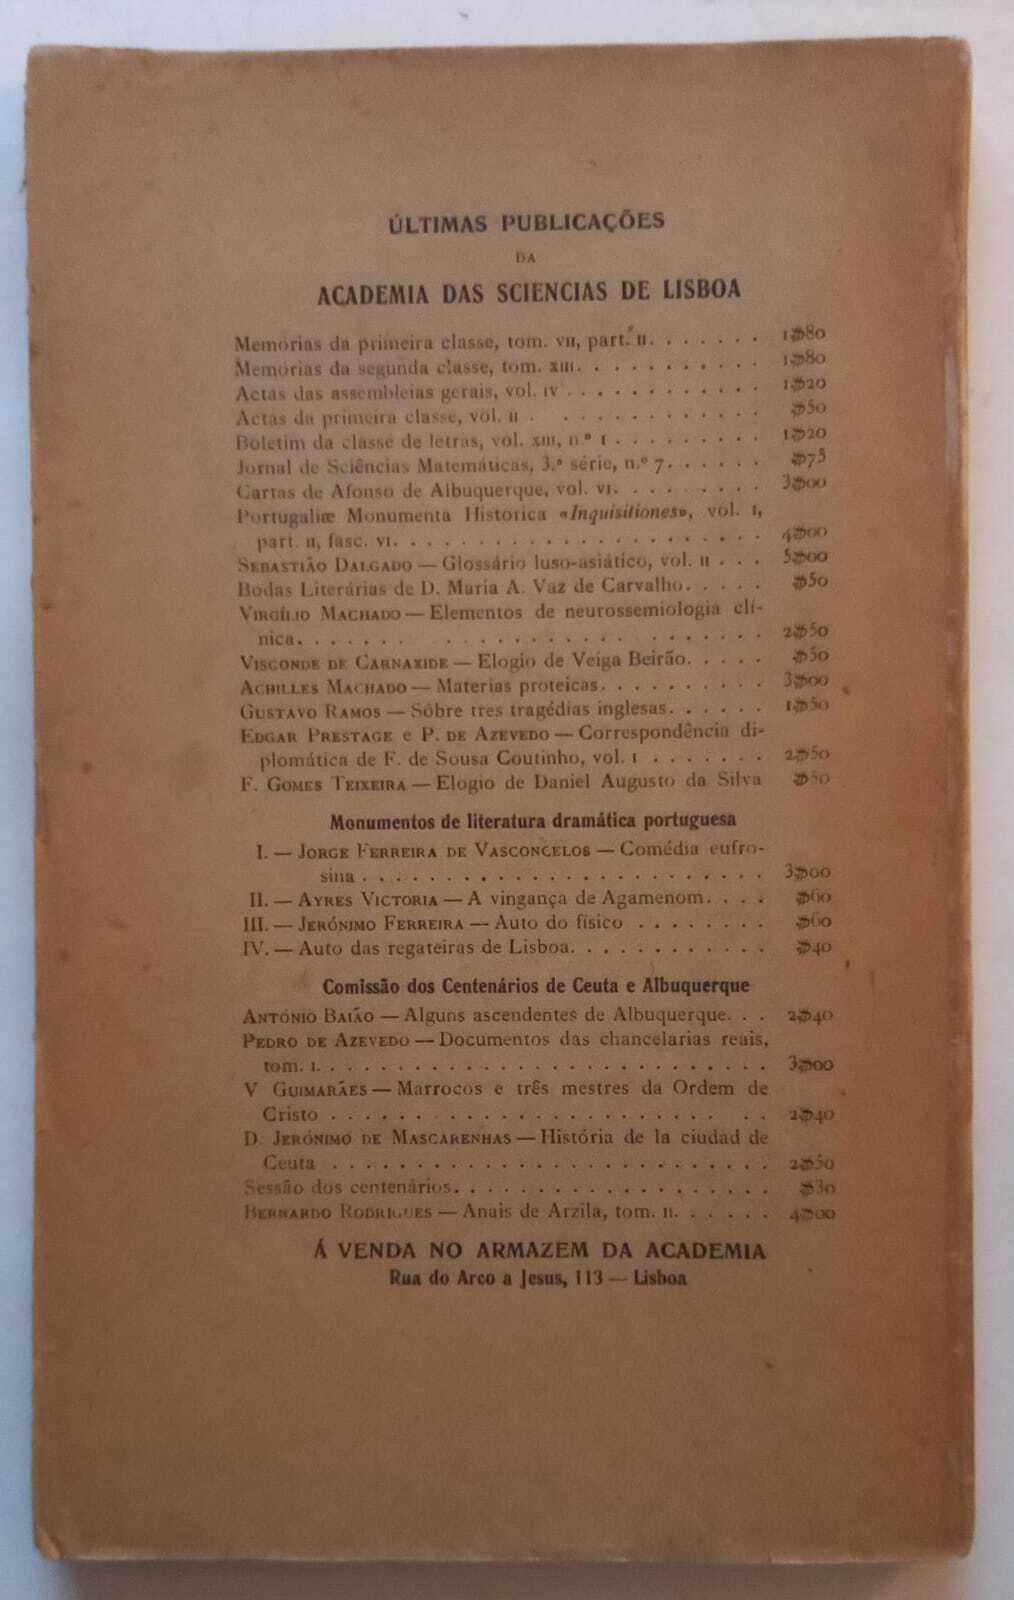 ÚLTIMAS PUBLICAÇÕES
DA
ACADEMIA DAS SCIENCIAS DE LISBOA
Memórias da primeira classe, tom. VII, part. II. . . . . . . 1$80
Memórias da segunda classe, tom. XIII. . . . . . . . . . . 1$80
Actas das assembleias gerais, vol. IV . . . . . . . . . . . 1$20
Actas da primeira classe, vol. II . . . . . . . . . . . . $50
Boletim da classe de letras, vol. XIII, n.º 1 . . . . . . . . . 1$20
Jornal de Sciências Matemáticas, 3.ª série, n.º 7. . . . . . $75
Cartas de Afonso de Albuquerque, vol. VI. . . . . . . . . 3$00
Portugaliæ Monumenta Historica «Inquisitiones», vol. I,
part. II, fasc. VI. . . . . . . . . . . . . . . . . . . . . 4$00
SEBASTIÃO DALGADO — Glossário luso-asiático, vol. II . . . 5$00
Bodas Literárias de D. Maria A. Vaz de Carvalho. . . . . $50
VIRGÍLIO MACHADO — Elementos de neurossemiologia clí-
nica. . . . . . . . . . . . . . . . . . . . . . . 2$50
VISCONDE DE CARNAXIDE — Elogio de Veiga Beirão. . . . . $50
ACHILLES MACHADO — Materias proteicas. . . . . . . . . . 3$00
GUSTAVO RAMOS — Sôbre tres tragédias inglesas. . . . . . 1$50
EDGAR PRESTAGE e P. DE AZEVEDO — Correspondência di-
plomática de F. de Sousa Coutinho, vol. I . . . . . . . 2$50
F. GOMES TEIXEIRA — Elogio de Daniel Augusto da Silva $50
Monumentos de literatura dramática portuguesa
I. — JORGE FERREIRA DE VASCONCELOS — Comédia eufro-
sina . . . . . . . . . . . . . . . . . . . . . 3$00
II. — AYRES VICTORIA — A vingança de Agamenom. . . . $60
III. — JERÓNIMO FERREIRA — Auto do físico . . . . . . . . $60
IV. — Auto das regateiras de Lisboa. . . . . . . . . . . . $40
Comissão dos Centenários de Ceuta e Albuquerque
ANTÓNIO BAIÃO — Alguns ascendentes de Albuquerque. . . 2$40
PEDRO DE AZEVEDO — Documentos das chancelarias reais,
tom. I. . . . . . . . . . . . . . . . . . . . . . . . 3$00
V GUIMARÃES — Marrocos e três mestres da Ordem de
Cristo . . . . . . . . . . . . . . . . . . . . . . 2$40
D. JERÓNIMO DE MASCARENHAS — História de la ciudad de
Ceuta . . . . . . . . . . . . . . . . . . . . . . . 2$50
Sessão dos centenários. . . . . . . . . . . . . . . . . . $30
BERNARDO RODRIGUES — Anais de Arzila, tom. II. . . . . . 4$00
Á VENDA NO ARMAZEM DA ACADEMIA
Rua do Arco a Jesus, 113 — Lisboa